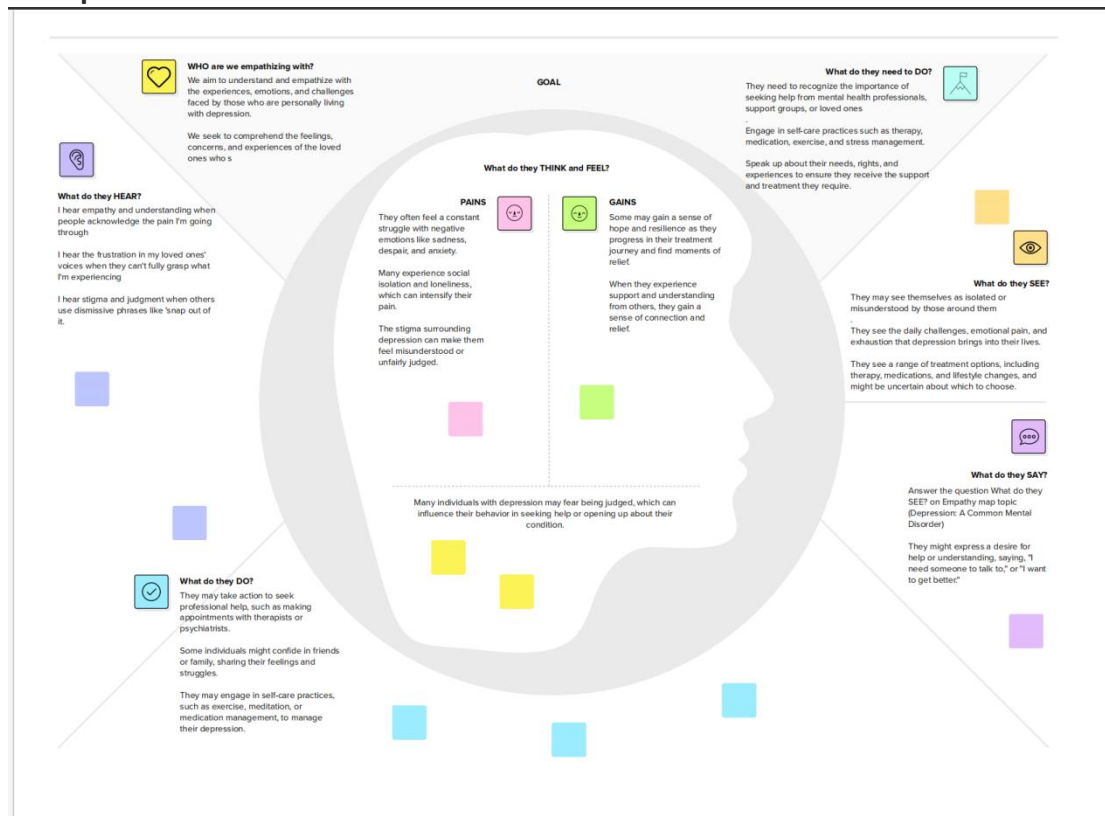 WHO are we empathizing with?
We aim to understand and empathize with
the experiences, emotions, and challenges
faced by those who are personally living
with depression.
We seek to comprehend the feelings,
concerns, and experiences of the loved
ones who s
GOAL
What do they need to DO?
They need to recognize the importance of
seeking help from mental health professionals,
support groups, or loved ones
.
Engage in self-care practices such as therapy,
medication, exercise, and stress management.
Speak up about their needs, rights, and
experiences to ensure they receive the support
and treatment they require.
What do they HEAR?
I hear empathy and understanding when
people acknowledge the pain I'm going
through
I hear the frustration in my loved ones'
voices when they can't fully grasp what
I'm experiencing
I hear stigma and judgment when others
use dismissive phrases like 'snap out of
it.
What do they THINK and FEEL?
PAINS
They often feel a constant
struggle with negative
emotions like sadness,
despair, and anxiety.
Many experience social
isolation and loneliness,
which can intensify their
pain.
The stigma surrounding
depression can make them
feel misunderstood or
unfairly judged.
GAINS
Some may gain a sense of
hope and resilience as they
progress in their treatment
journey and find moments of
relief.
When they experience
support and understanding
from others, they gain a
sense of connection and
relief.
What do they SEE?
They may see themselves as isolated or
misunderstood by those around them
.
They see the daily challenges, emotional pain, and
exhaustion that depression brings into their lives.
They see a range of treatment options, including
therapy, medications, and lifestyle changes, and
might be uncertain about which to choose.
What do they SAY?
Answer the question What do they
SEE? on Empathy map topic
(Depression: A Common Mental
Disorder)
They might express a desire for
help or understanding, saying, "I
need someone to talk to," or "I want
to get better."
Many individuals with depression may fear being judged, which can
influence their behavior in seeking help or opening up about their
condition.
What do they DO?
They may take action to seek
professional help, such as making
appointments with therapists or
psychiatrists.
Some individuals might confide in friends
or family, sharing their feelings and
struggles.
They may engage in self-care practices,
such as exercise, meditation, or
medication management, to manage
their depression.